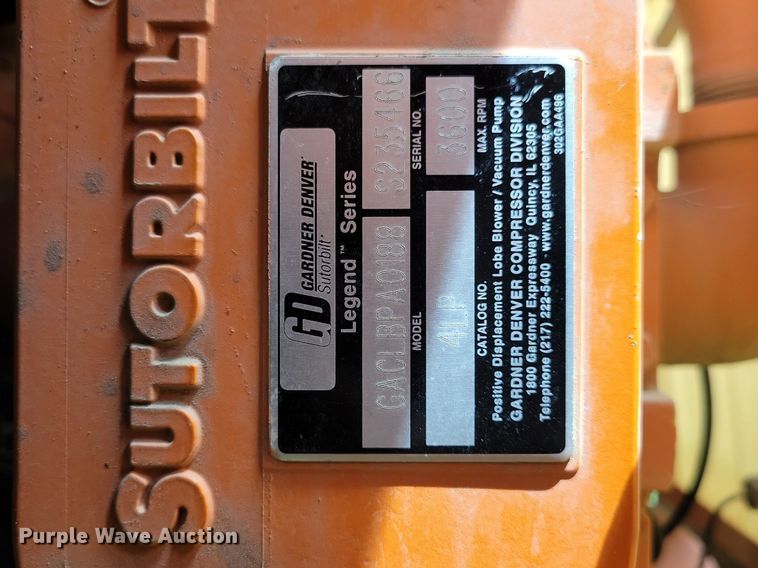 SUTORBILT
GD GARDNER DENVER
Sutorbilt
Legend™ Series
GACLBPA0188 S235466
MODEL SERIAL NO.
4LP 3600
CATALOG NO. MAX. RPM
Positive Displacement Lobe Blower / Vacuum Pump
GARDNER DENVER COMPRESSOR DIVISION
1800 Gardner Expressway Quincy, IL 62305
Telephone (217) 222-5400 · www.gardnerdenver.com
302GAA496
Purple Wave Auction